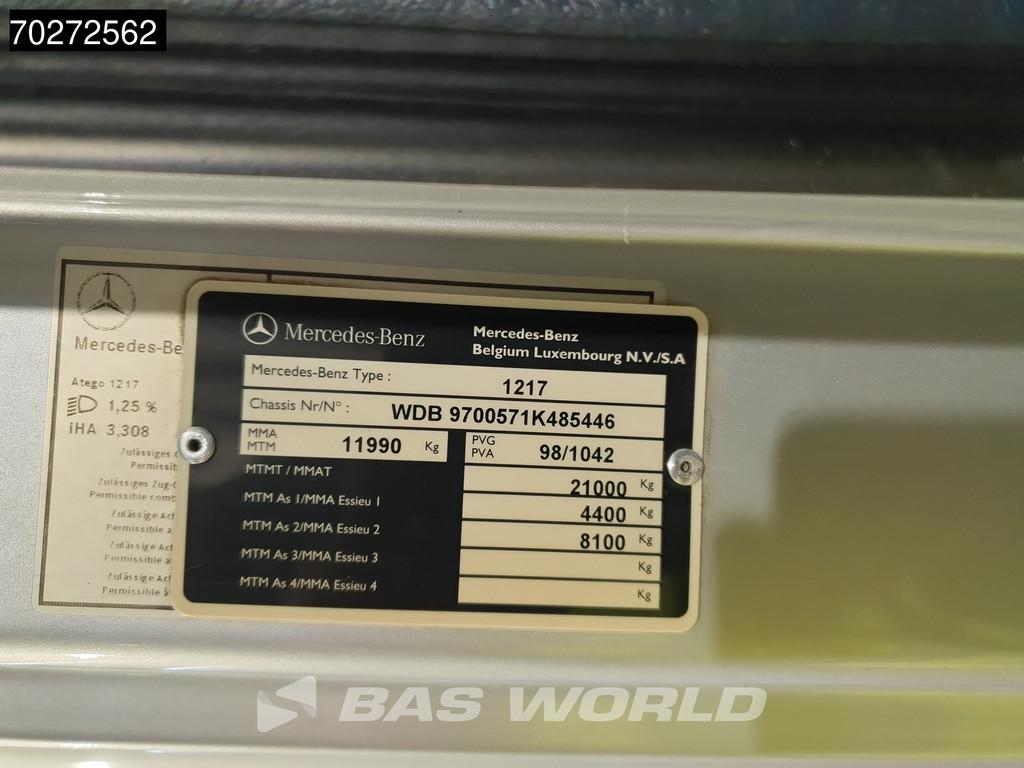 70272562
Mercedes-Benz
Mercedes-Benz
Belgium Luxembourg N.V./S.A
Mercedes-Benz Type : 1217
Chassis Nr/N° : WDB 9700571K485446
MMA
MTM 11990 Kg
PVG
PVA 98/1042
MTMT / MMAT 21000 Kg
MTM As 1/MMA Essieu 1 4400 Kg
MTM As 2/MMA Essieu 2 8100 Kg
MTM As 3/MMA Essieu 3 Kg
MTM As 4/MMA Essieu 4 Kg
Mercedes-Be
Atego 1217
1,25 %
iHA 3,308
Zulässiges
Permissib
Zulässiges Zug-
Permissible comb
Zulässige Ac
Permissible a
Zulässige Ac
Permissible a
Zulässige Ac
Permissible a
BAS WORLD